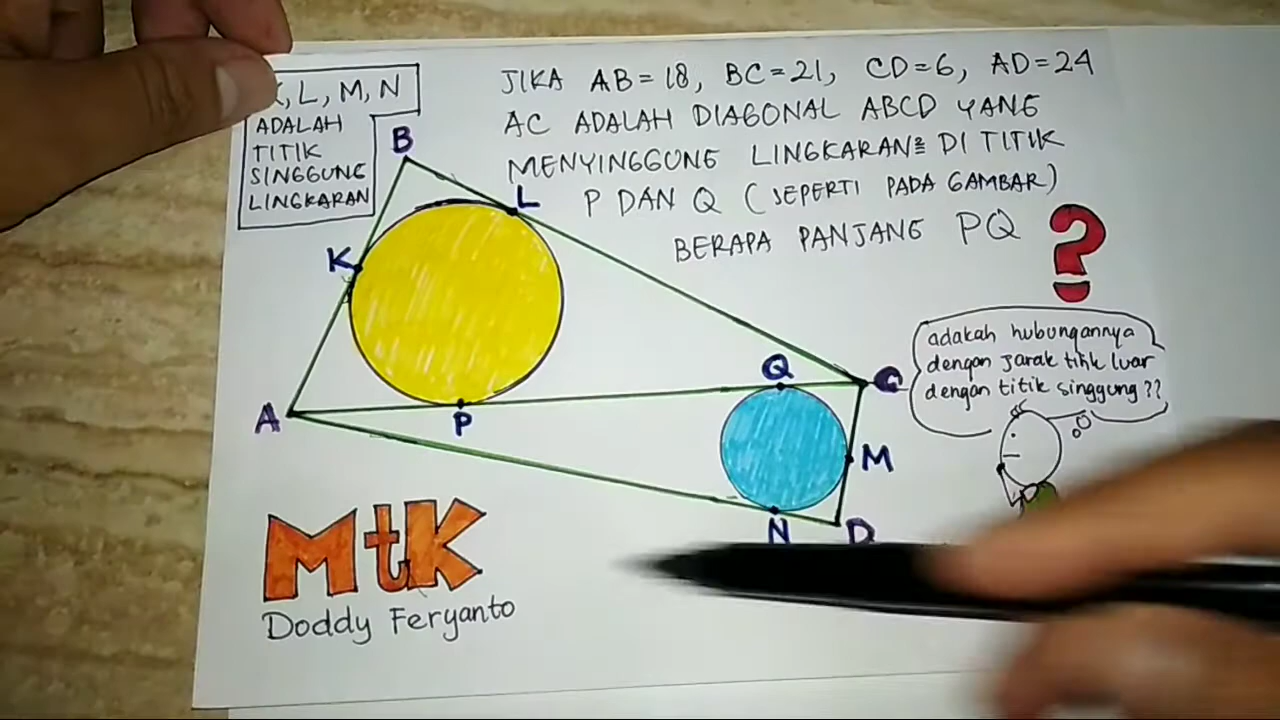 , L, M, N
ADALAH
TITIK
SINGGUNG
LINGKARAN
JIKA AB = 18, BC = 21, CD = 6, AD = 24
AC ADALAH DIAGONAL ABCD YANG
MENYINGGUNG LINGKARAN² DI TITIK
P DAN Q (SEPERTI PADA GAMBAR)
BERAPA PANJANG PQ ?
B
L
K
A
P
Q
C
M
N
D
adakah hubungannya
dengan jarak titik luar
dengan titik singgung ??
MtK
Doddy Feryanto